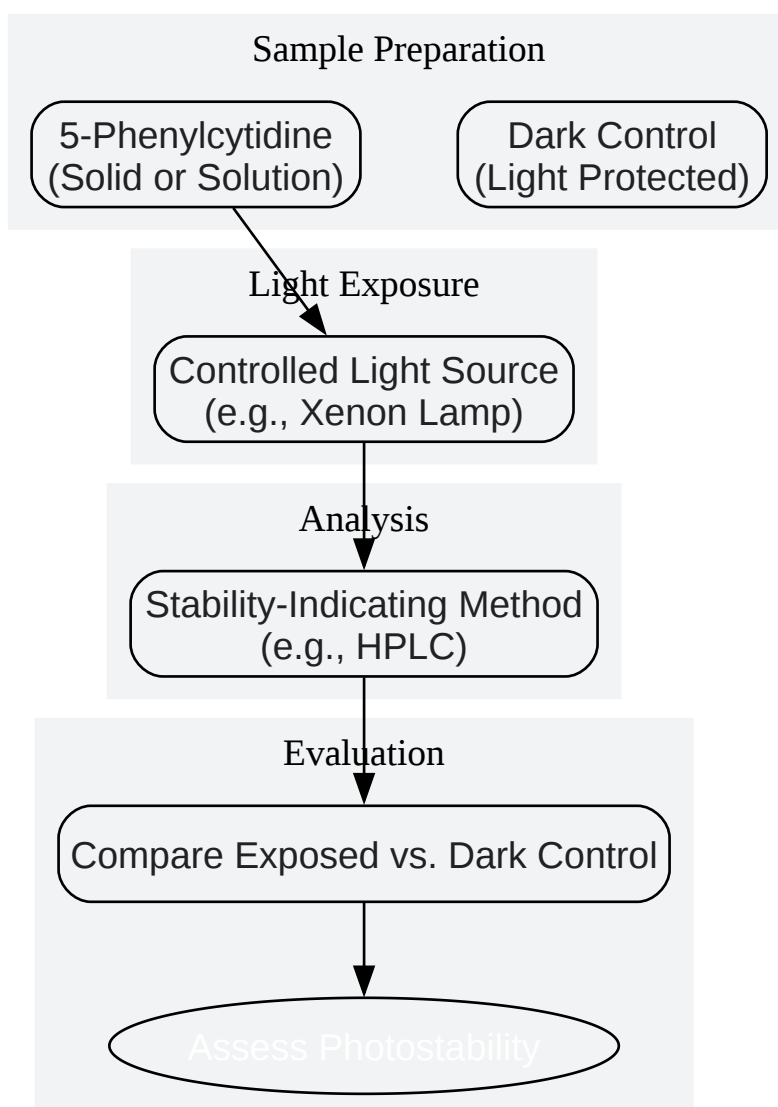 Sample Preparation
5-Phenylcytidine
(Solid or Solution)
Dark Control
(Light Protected)
Light Exposure
Controlled Light Source
(e.g., Xenon Lamp)
Analysis
Stability-Indicating Method
(e.g., HPLC)
Evaluation
Compare Exposed vs. Dark Control
Assess Photostability